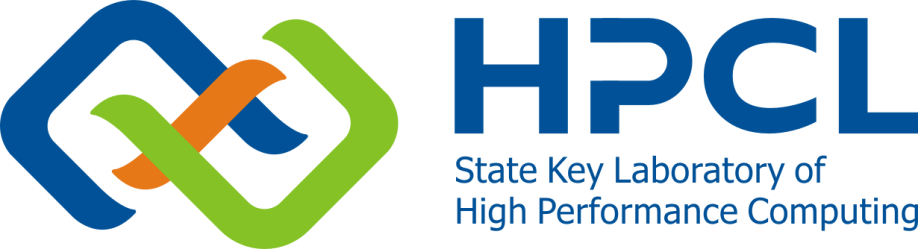 HPCL
State Key Laboratory of
High Performance Computing